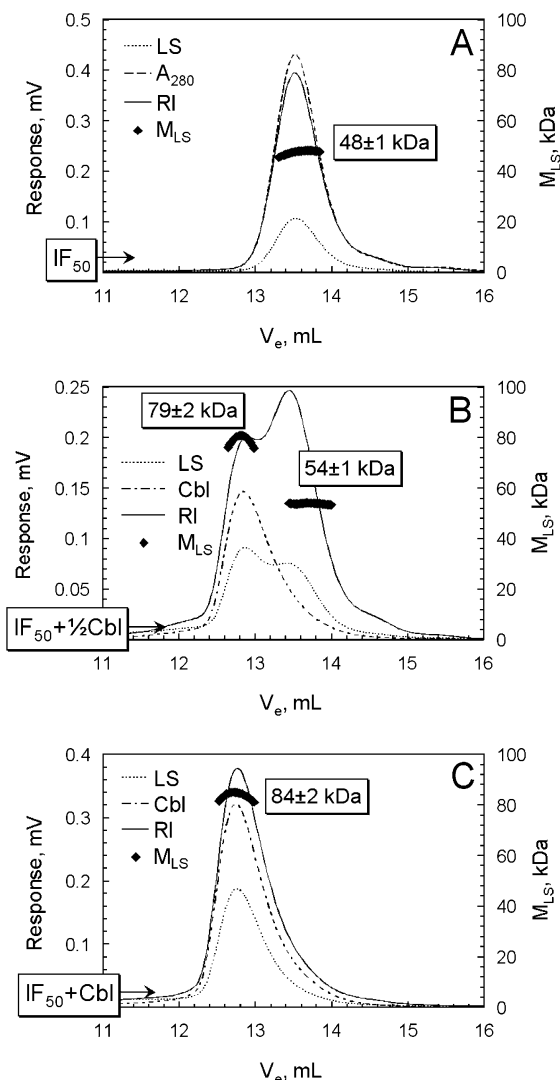 A
LS
A280
RI
MLS
48±1 kDa
IF50
0.5
0.4
0.3
0.2
0.1
0
100
80
60
40
20
0
11 12 13 14 15 16
Response, mV
MLS, kDa
Ve, mL
B
79±2 kDa
54±1 kDa
LS
Cbl
RI
MLS
IF50+½Cbl
0.25
0.2
0.15
0.1
0.05
0
100
80
60
40
20
0
11 12 13 14 15 16
Response, mV
MLS, kDa
Ve, mL
C
LS
Cbl
RI
MLS
84±2 kDa
IF50+Cbl
0.4
0.3
0.2
0.1
0
100
80
60
40
20
0
11 12 13 14 15 16
Response, mV
MLS, kDa
Ve, mL